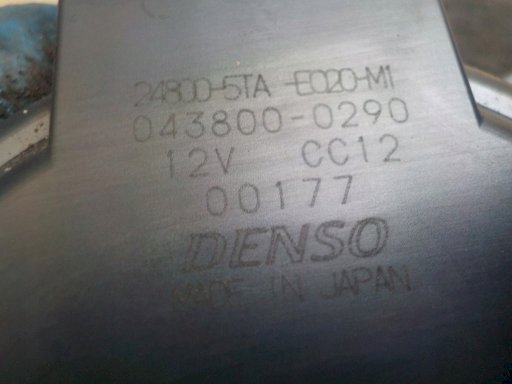 24800-5TA -E020-M1
043800-0290
12V CC12
00177
DENSO
MADE IN JAPAN